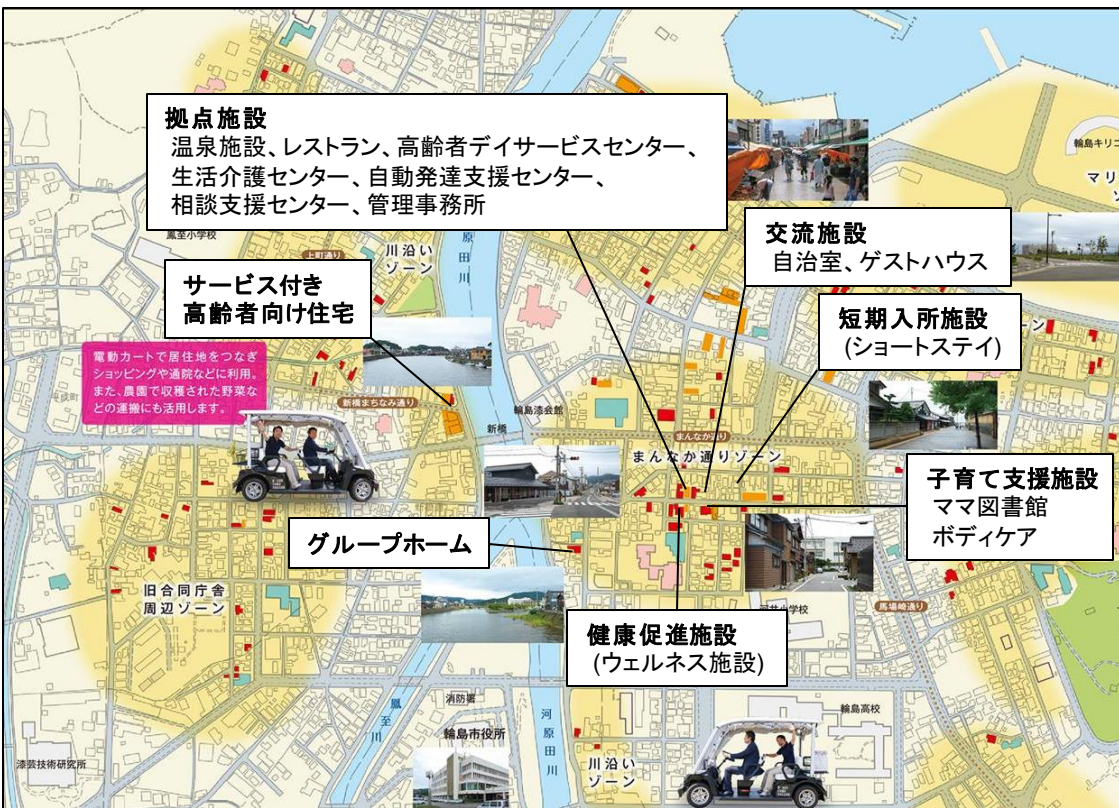 拠点施設
温泉施設、レストラン、高齢者デイサービスセンター、
生活介護センター、自動発達支援センター、
相談支援センター、管理事務所
輪島キリコ
マリ
ゾ
鳳至小学校
上町通り
川沿い
ゾーン
原田川
交流施設
自治室、ゲストハウス
サービス付き
高齢者向け住宅
短期入所施設
(ショートステイ)
ーン
電動カートで居住地をつなぎ
ショッピングや通院などに利用。
また、農園で収穫された野菜な
どの運搬にも活用します。
新橋まちなみ通り
輪島漆会館
新橋
まんなか通り
まんなか通りゾーン
子育て支援施設
ママ図書館
ボディケア
グループホーム
旧合同庁舎
周辺ゾーン
河井小学校
馬場崎通り
健康促進施設
(ウェルネス施設)
消防署
鳳至川
河原田川
輪島市役所
輪島高校
川沿い
ゾーン
漆芸技術研究所